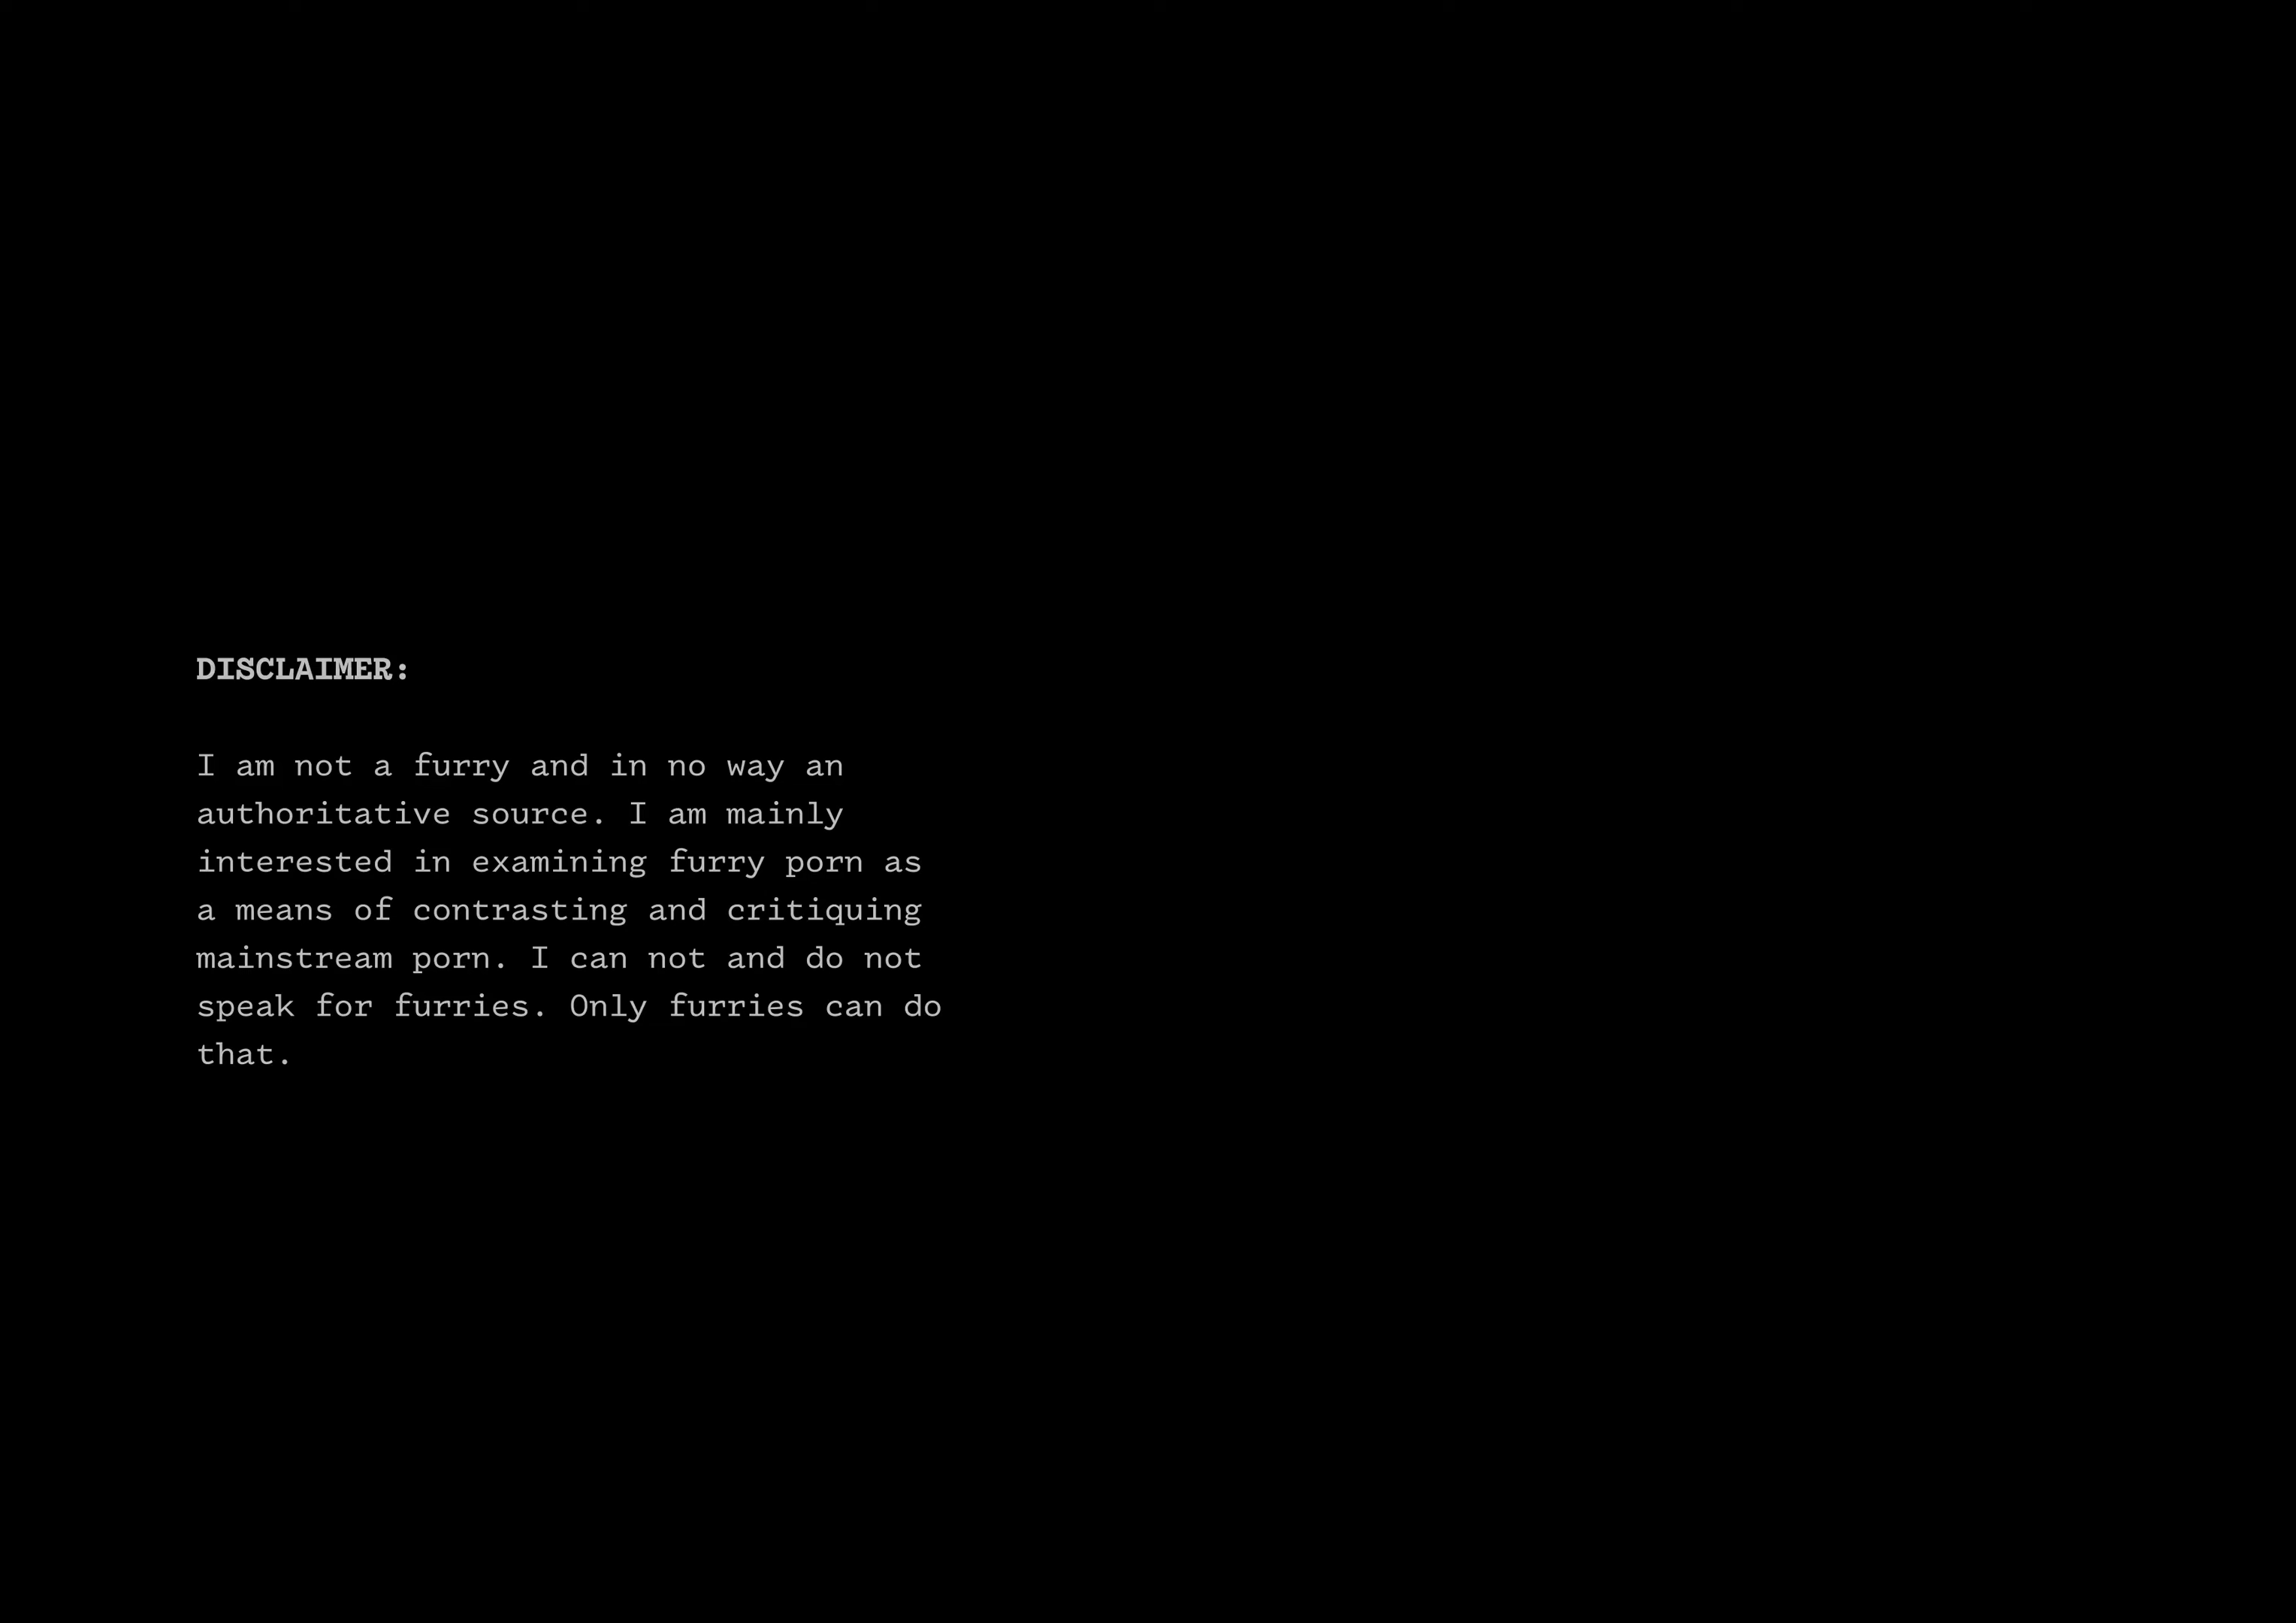 DISCLAIMER:
I am not a furry and in no way an
authoritative source. I am mainly
interested in examining furry porn as
a means of contrasting and critiquing
mainstream porn. I can not and do not
speak for furries. Only furries can do
that.